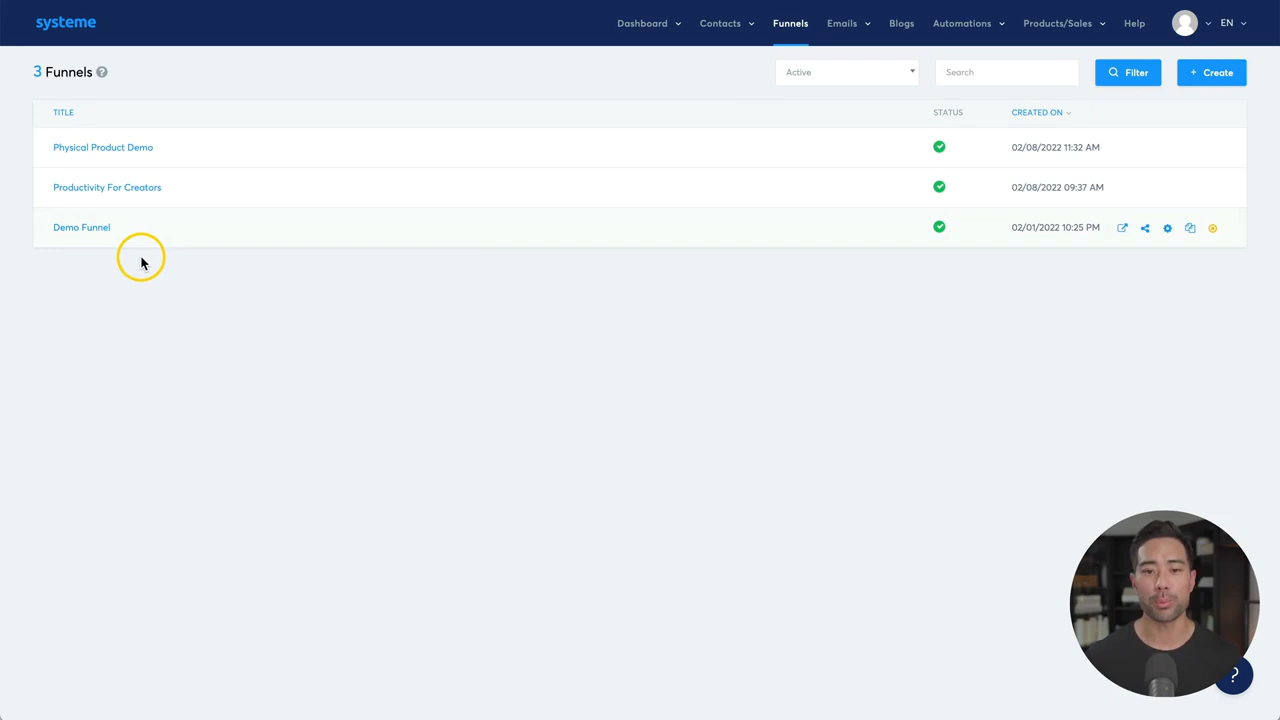 systeme
Dashboard
Contacts
Funnels
Emails
Blogs
Automations
Products/Sales
Help
EN
3 Funnels ?
Active
Search
Filter
+ Create
TITLE
STATUS
CREATED ON
Physical Product Demo
02/08/2022 11:32 AM
Productivity For Creators
02/08/2022 09:37 AM
Demo Funnel
02/01/2022 10:25 PM
?